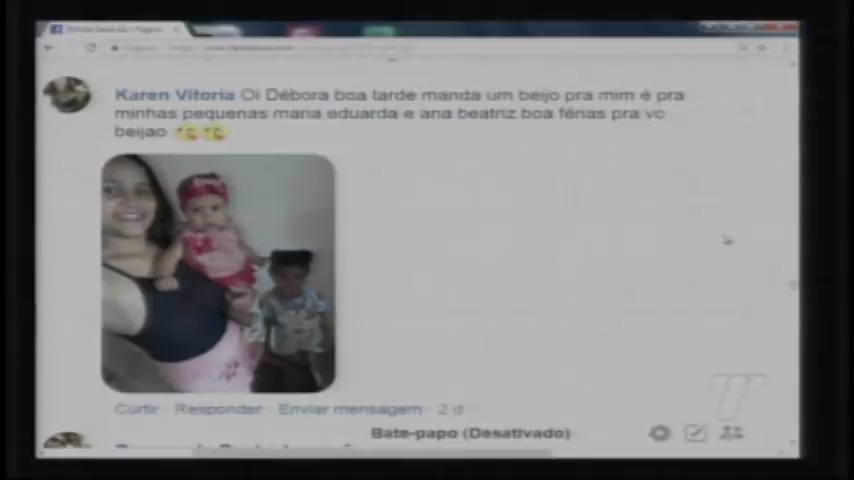 Karen Vitoria Oi Débora boa tarde manda um beijo pra mim é pra
minhas pequenas maria eduarda e ana beatriz boa férias pra vc
beijao
Curtir Responder Enviar mensagem 2 d
Bate-papo (Desativado)